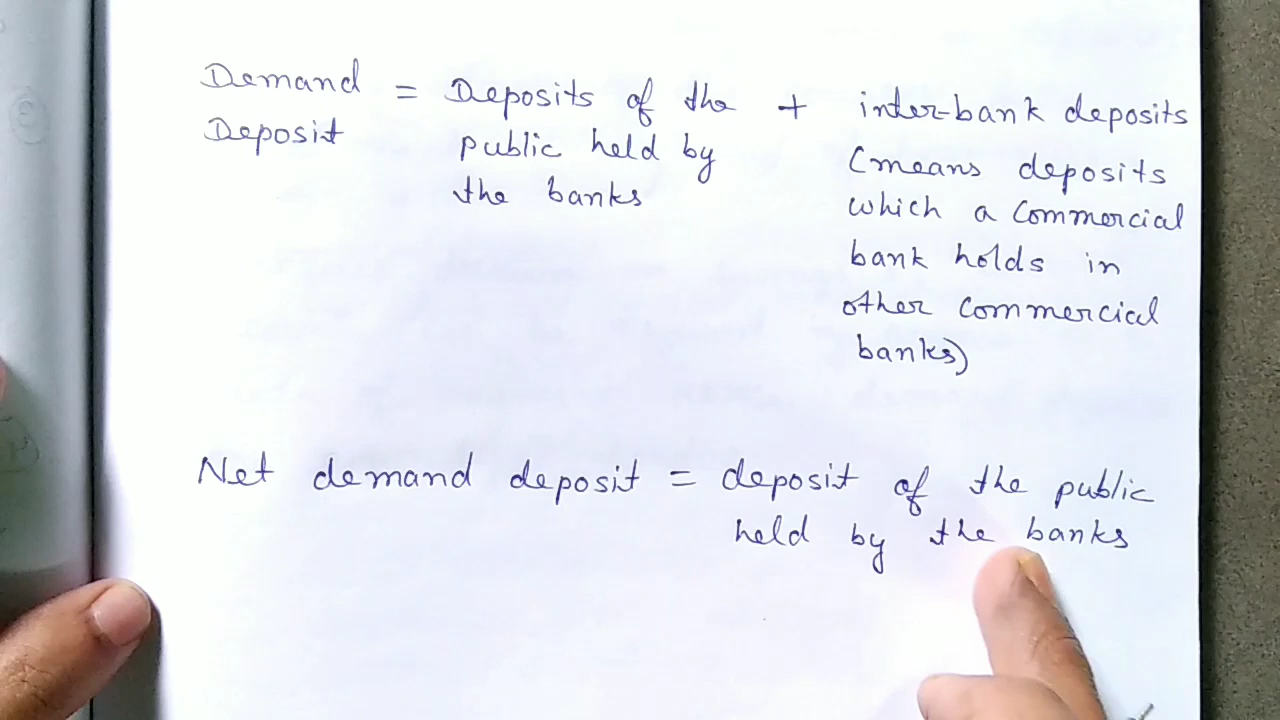 Demand = Deposits of the + inter-bank deposits
Deposit public held by (means deposits
the banks which a commercial
bank holds in
other commercial
banks)
Net demand deposit = deposit of the public
held by the banks